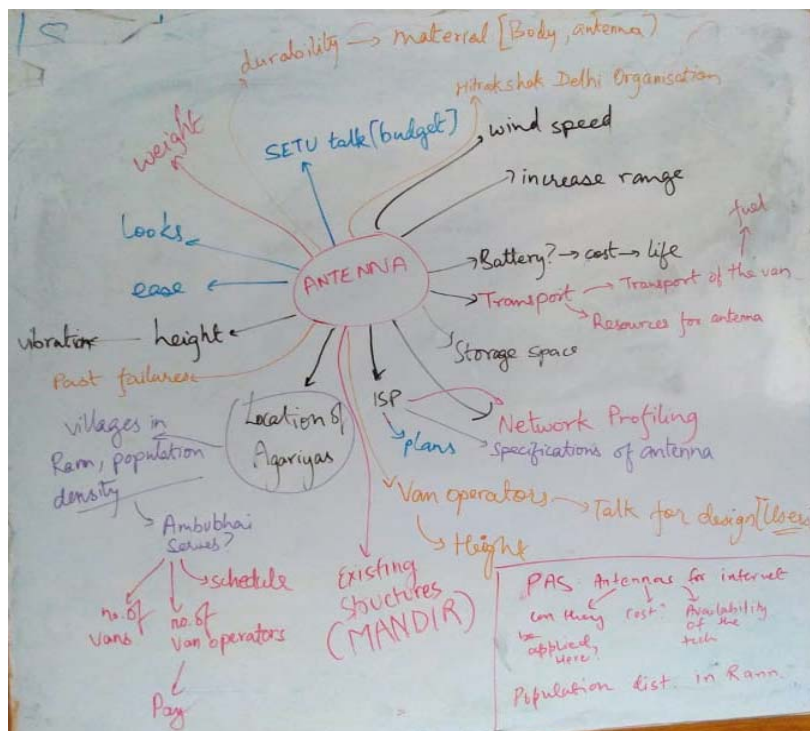 durability → material [Body, antenna)
Hitrakshak Delhi Organisation
weight
SETU talk [budget]
wind speed
increase range
Looks
fuel
ANTENNA
Battery? → cost → life
ease
Transport → Transport of the van
Resources for antenna
vibration height
Storage space
Past failures
ISP
Location of
Agariyas
Network Profiling
villages in
Rann, population
density
plans
Specifications of antenna
Van operators → Talk for design [Users
Height
Ambubhai
serves?
schedule
no. of
vans
no. of
van operators
Pay
Existing
Structures
(MANDIR)
PAS. Antennas for internet
can they
be
applied
here?
cost?
Availability
of the
tech
Population dist. in Rann.